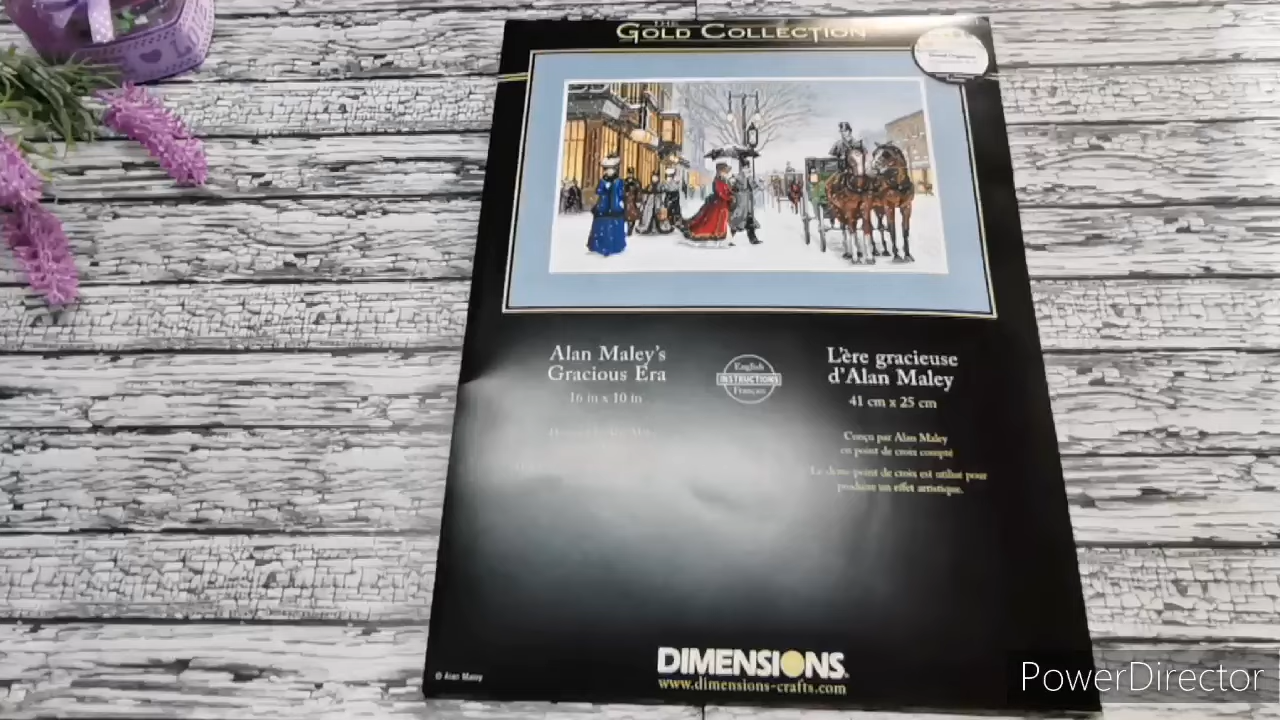 THE
GOLD COLLECTION
Alan Maley's
Gracious Era
16 in x 10 in
English
INSTRUCTIONS
Français
L'ère gracieuse
d'Alan Maley
41 cm x 25 cm
Conçu par Alan Maley
en point de croix compté
Le demi-point de croix est utilisé pour
produire un effet artistique.
© Alan Maley
DIMENSIONS
www.dimensions-crafts.com
PowerDirector